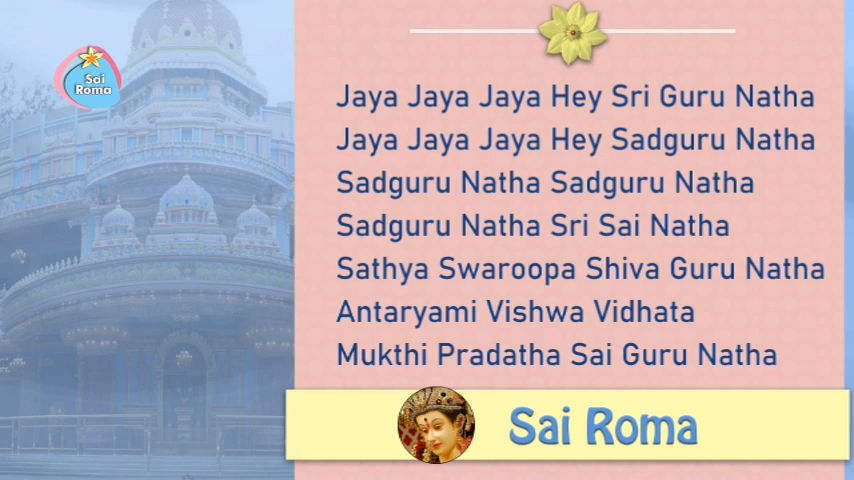 Sai
Roma
Jaya Jaya Jaya Hey Sri Guru Natha
Jaya Jaya Jaya Hey Sadguru Natha
Sadguru Natha Sadguru Natha
Sadguru Natha Sri Sai Natha
Sathya Swaroopa Shiva Guru Natha
Antaryami Vishwa Vidhata
Mukthi Pradatha Sai Guru Natha
Sai Roma